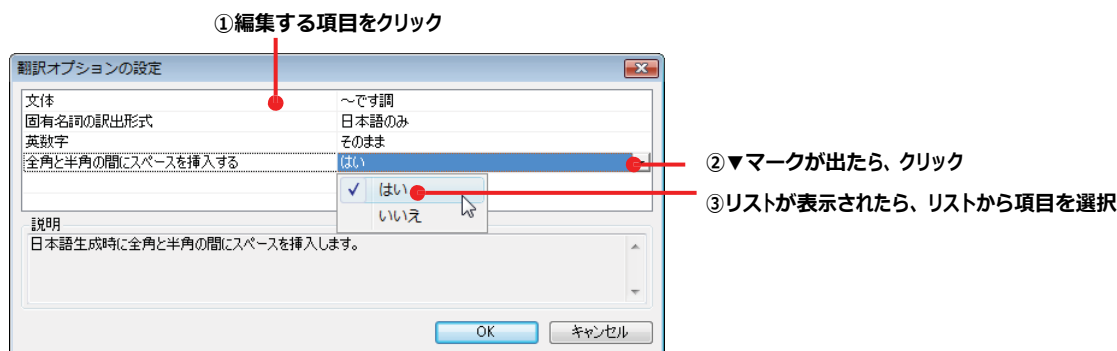 ①編集する項目をクリック
翻訳オプションの設定
文体 ～です調
固有名詞の訳出形式 日本語のみ
英数字 そのまま
全角と半角の間にスペースを挿入する はい
②▼マークが出たら、クリック
✓ はい
③リストが表示されたら、リストから項目を選択
いいえ
説明
日本語生成時に全角と半角の間にスペースを挿入します。
OK キャンセル